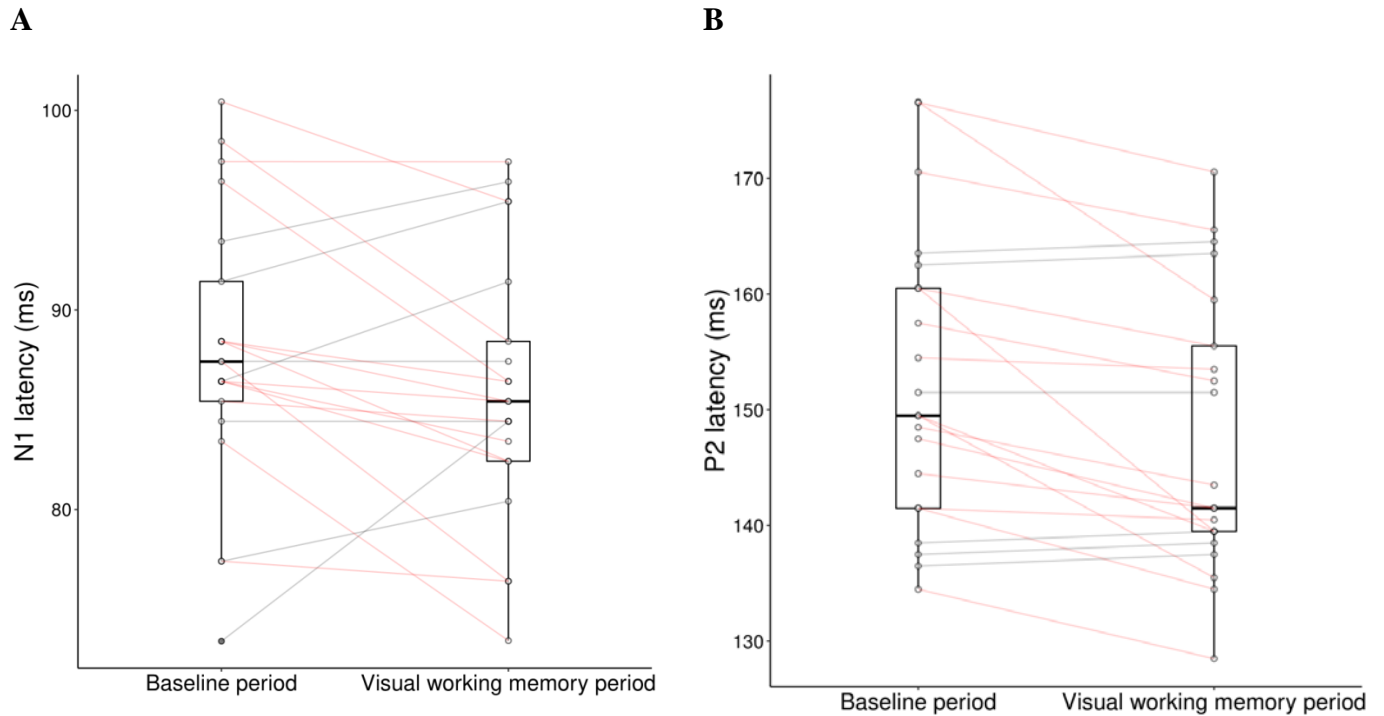 A
N1 latency (ms)
100
90
80
Baseline period
Visual working memory period
B
P2 latency (ms)
170
160
150
140
130
Baseline period
Visual working memory period